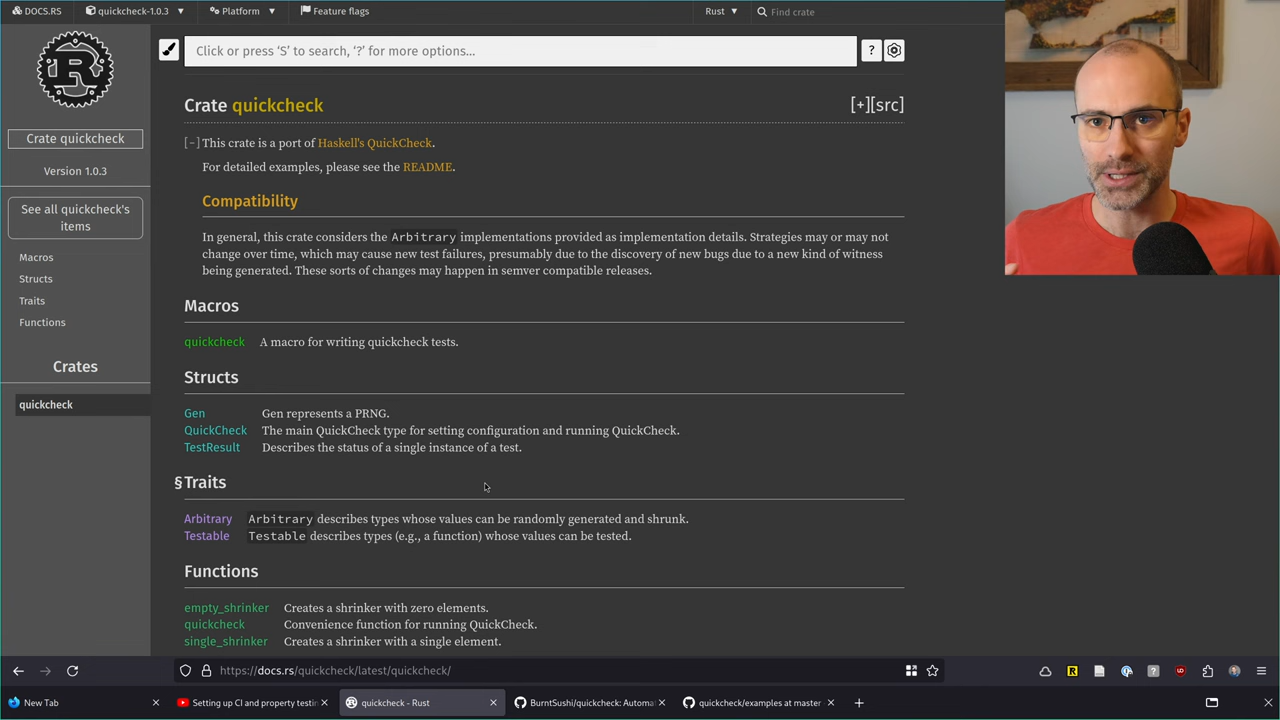 DOCS.RS
quickcheck-1.0.3
Platform
Feature flags
Rust
Find crate
Click or press ‘S’ to search, ‘?’ for more options…
?
Crate quickcheck
Version 1.0.3
See all quickcheck's
items
Macros
Structs
Traits
Functions
Crates
quickcheck
Crate quickcheck
[+][src]
[-] This crate is a port of Haskell's QuickCheck.
For detailed examples, please see the README.
Compatibility
In general, this crate considers the Arbitrary implementations provided as implementation details. Strategies may or may not
change over time, which may cause new test failures, presumably due to the discovery of new bugs due to a new kind of witness
being generated. These sorts of changes may happen in semver compatible releases.
Macros
quickcheck A macro for writing quickcheck tests.
Structs
Gen Gen represents a PRNG.
QuickCheck The main QuickCheck type for setting configuration and running QuickCheck.
TestResult Describes the status of a single instance of a test.
§Traits
Arbitrary Arbitrary describes types whose values can be randomly generated and shrunk.
Testable Testable describes types (e.g., a function) whose values can be tested.
Functions
empty_shrinker Creates a shrinker with zero elements.
quickcheck Convenience function for running QuickCheck.
single_shrinker Creates a shrinker with a single element.
https://docs.rs/quickcheck/latest/quickcheck/
New Tab
Setting up CI and property testin
quickcheck - Rust
BurntSushi/quickcheck: Automa
quickcheck/examples at master